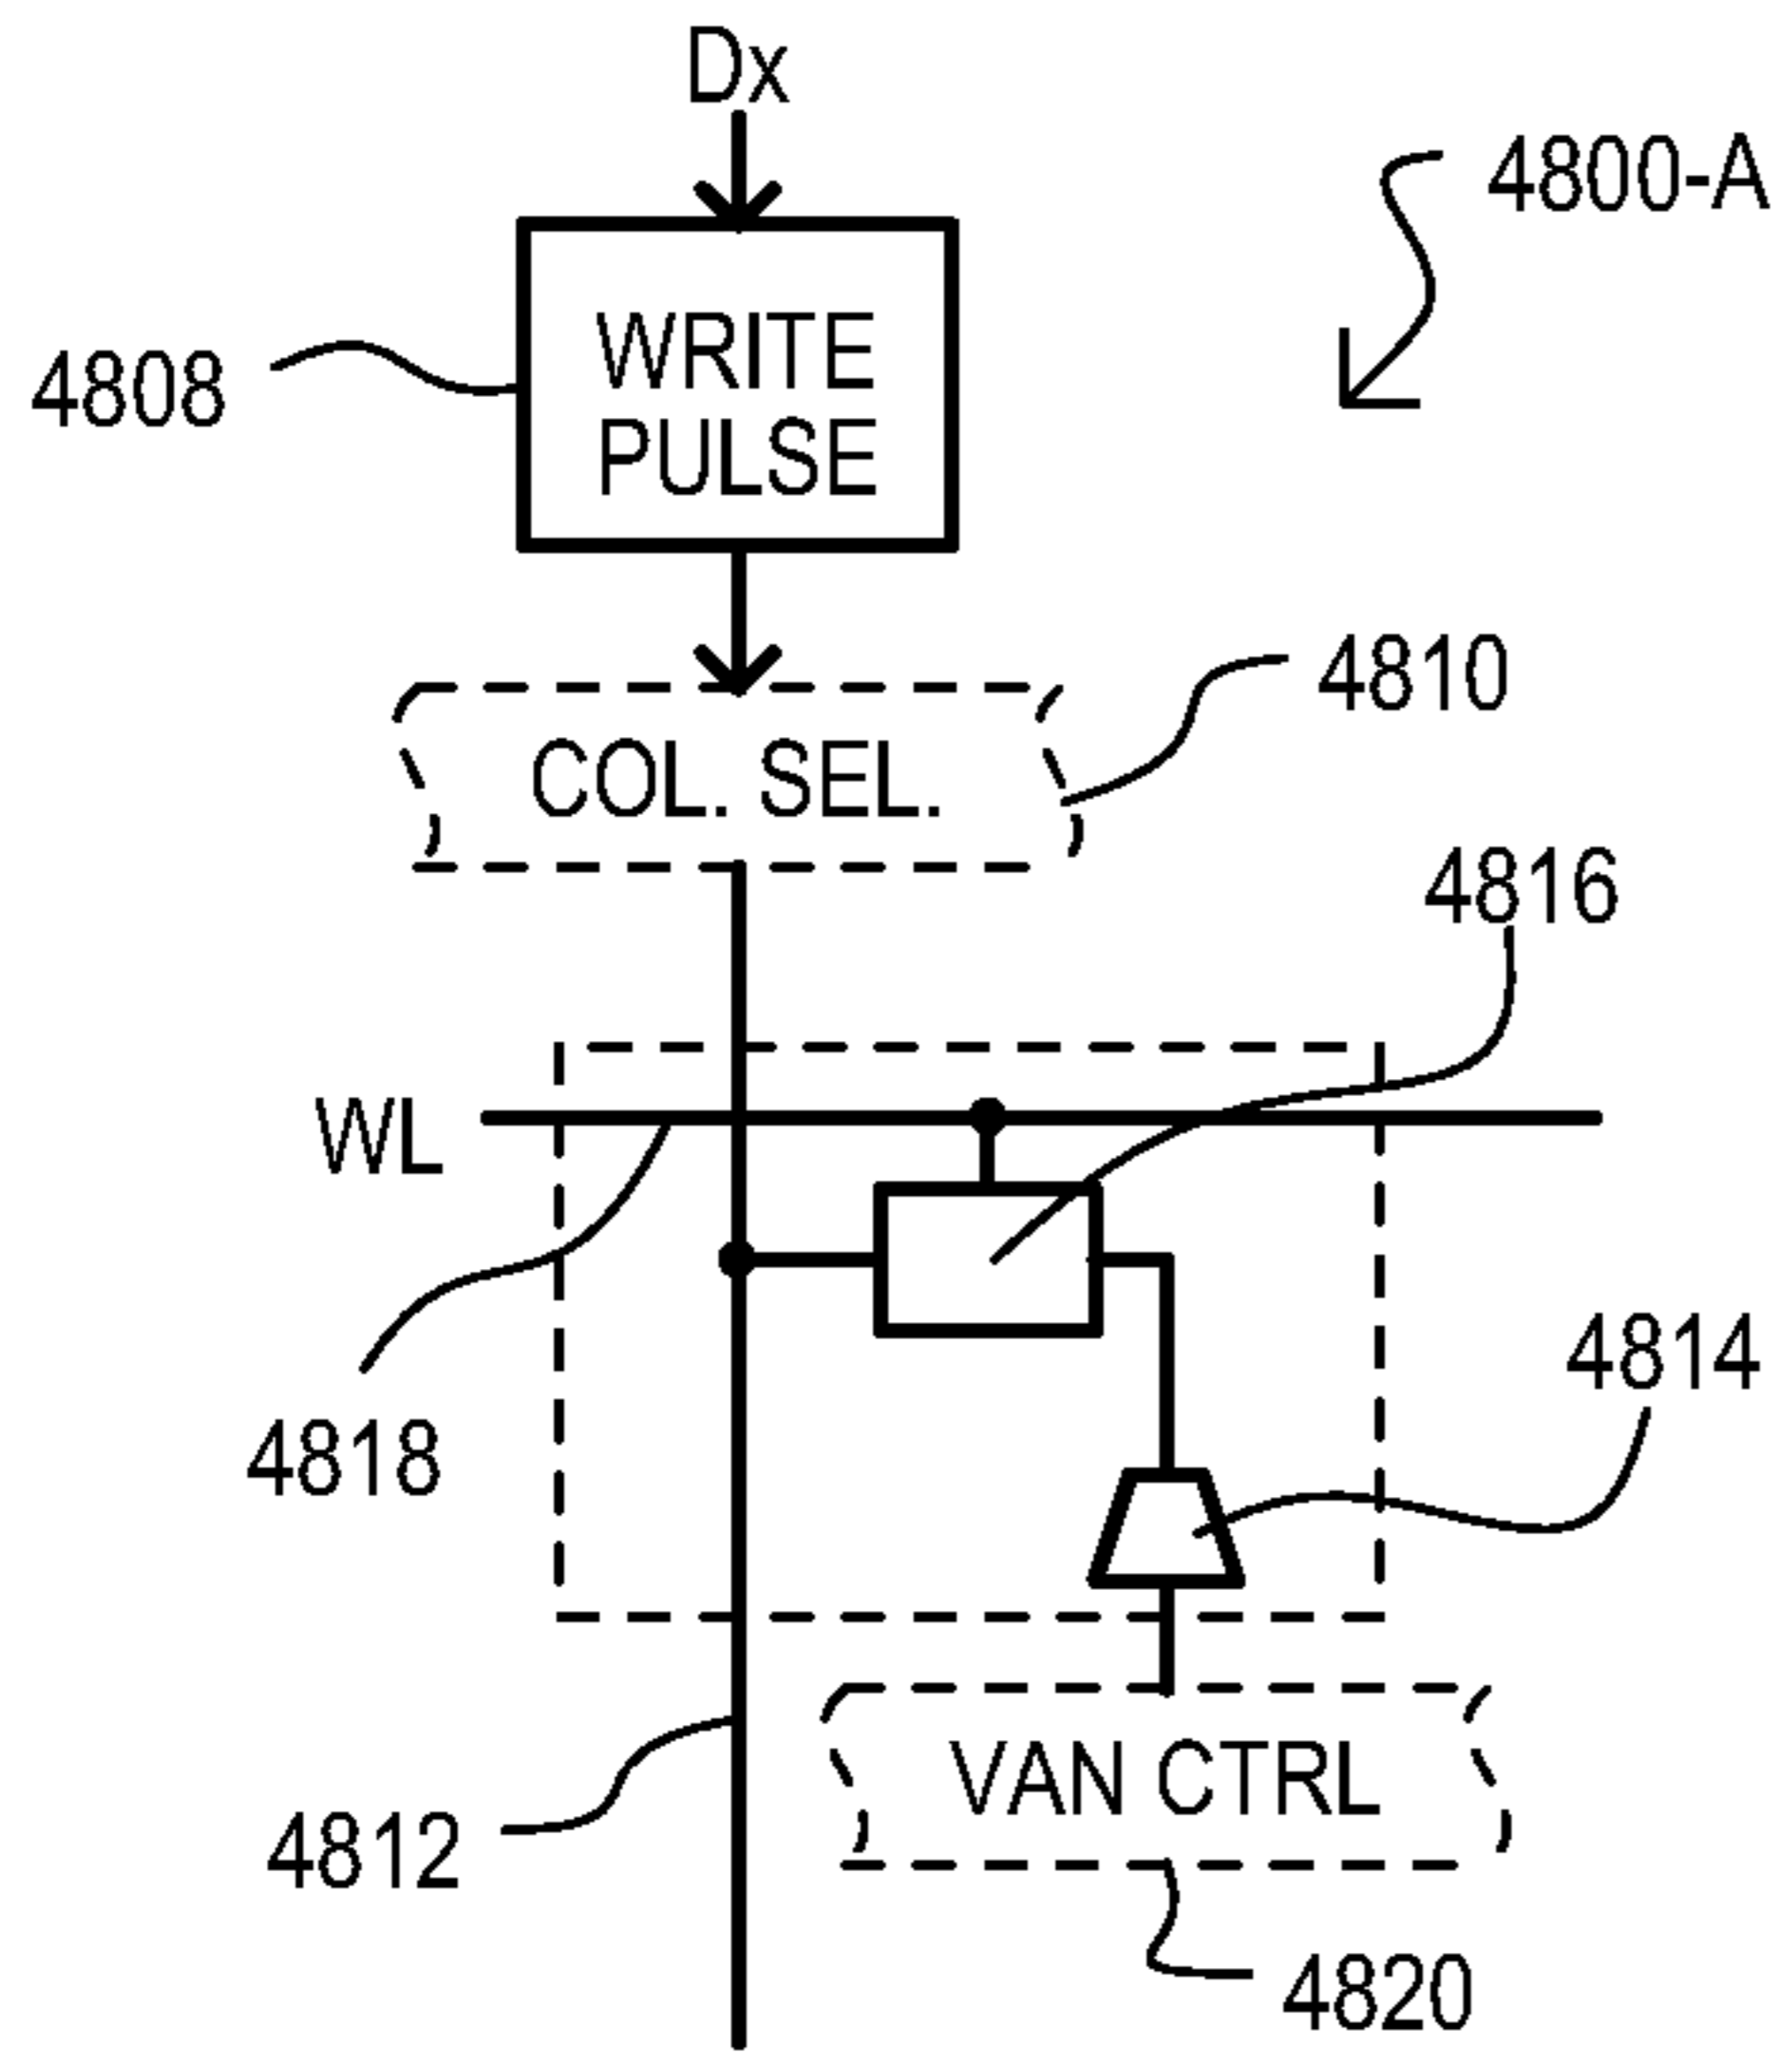 Dx
4800-A
WRITE
PULSE
4808
4810
COL. SEL.
4816
WL
4814
4818
VAN CTRL
4812
4820